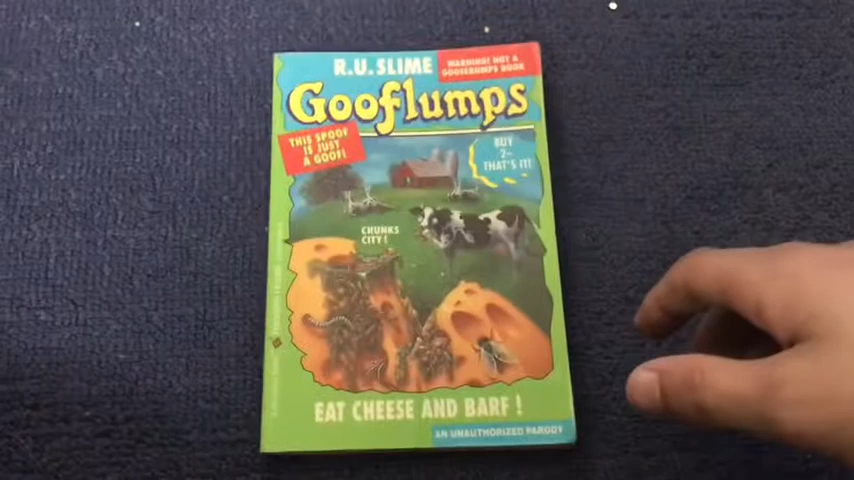 R.U. SLIME
WARNING! NOT A
GOOSEBUMPS BOOK
Gooflumps
THIS SPOOF
IS JUST
A GOOF!
BUY
2–
THAT'S IT!
CHUNKS
CITY!
EAT CHEESE AND BARF!
AN UNAUTHORIZED PARODY